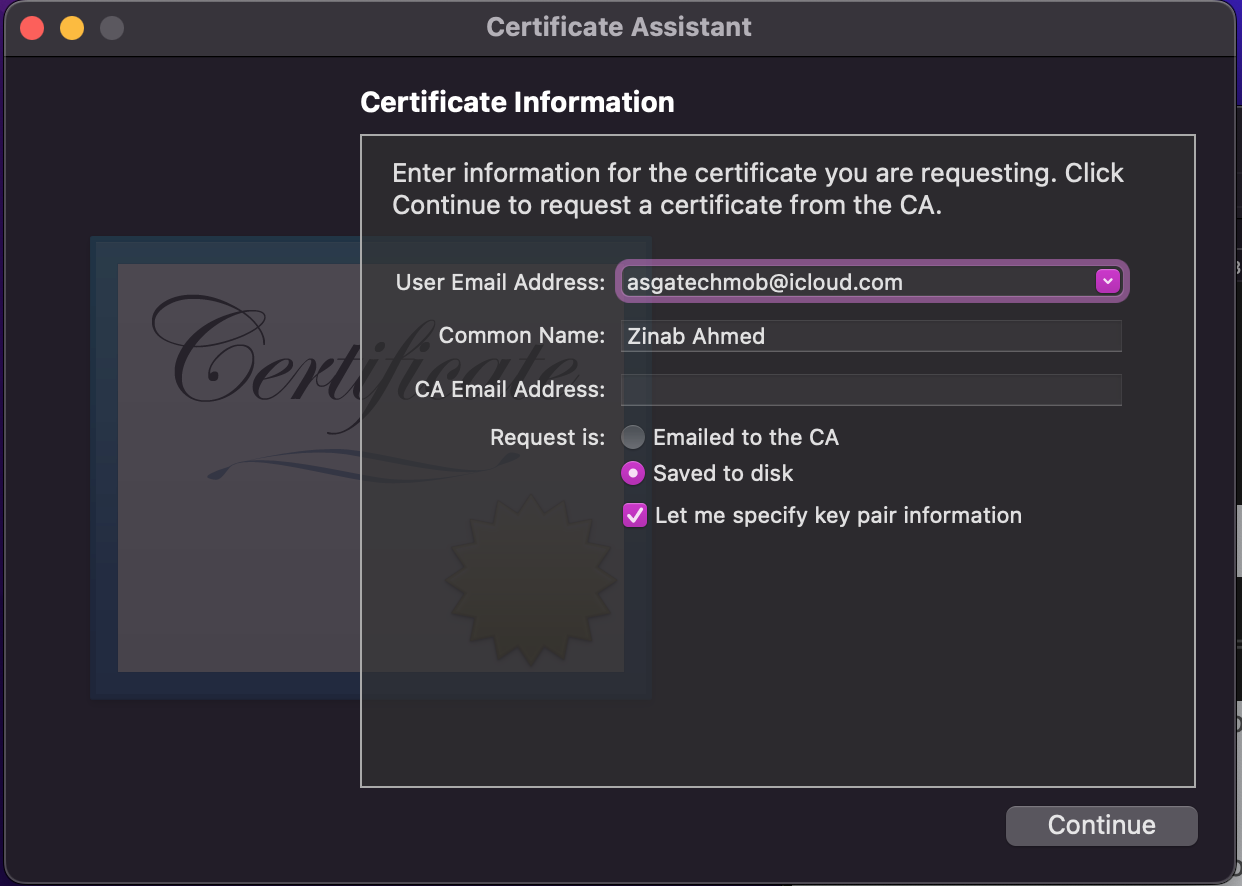 Certificate Assistant
Certificate Information
Enter information for the certificate you are requesting. Click
Continue to request a certificate from the CA.
User Email Address: asgatechmob@icloud.com
Common Name: Zinab Ahmed
CA Email Address:
Request is: Emailed to the CA
Saved to disk
Let me specify key pair information
Certificate
Continue